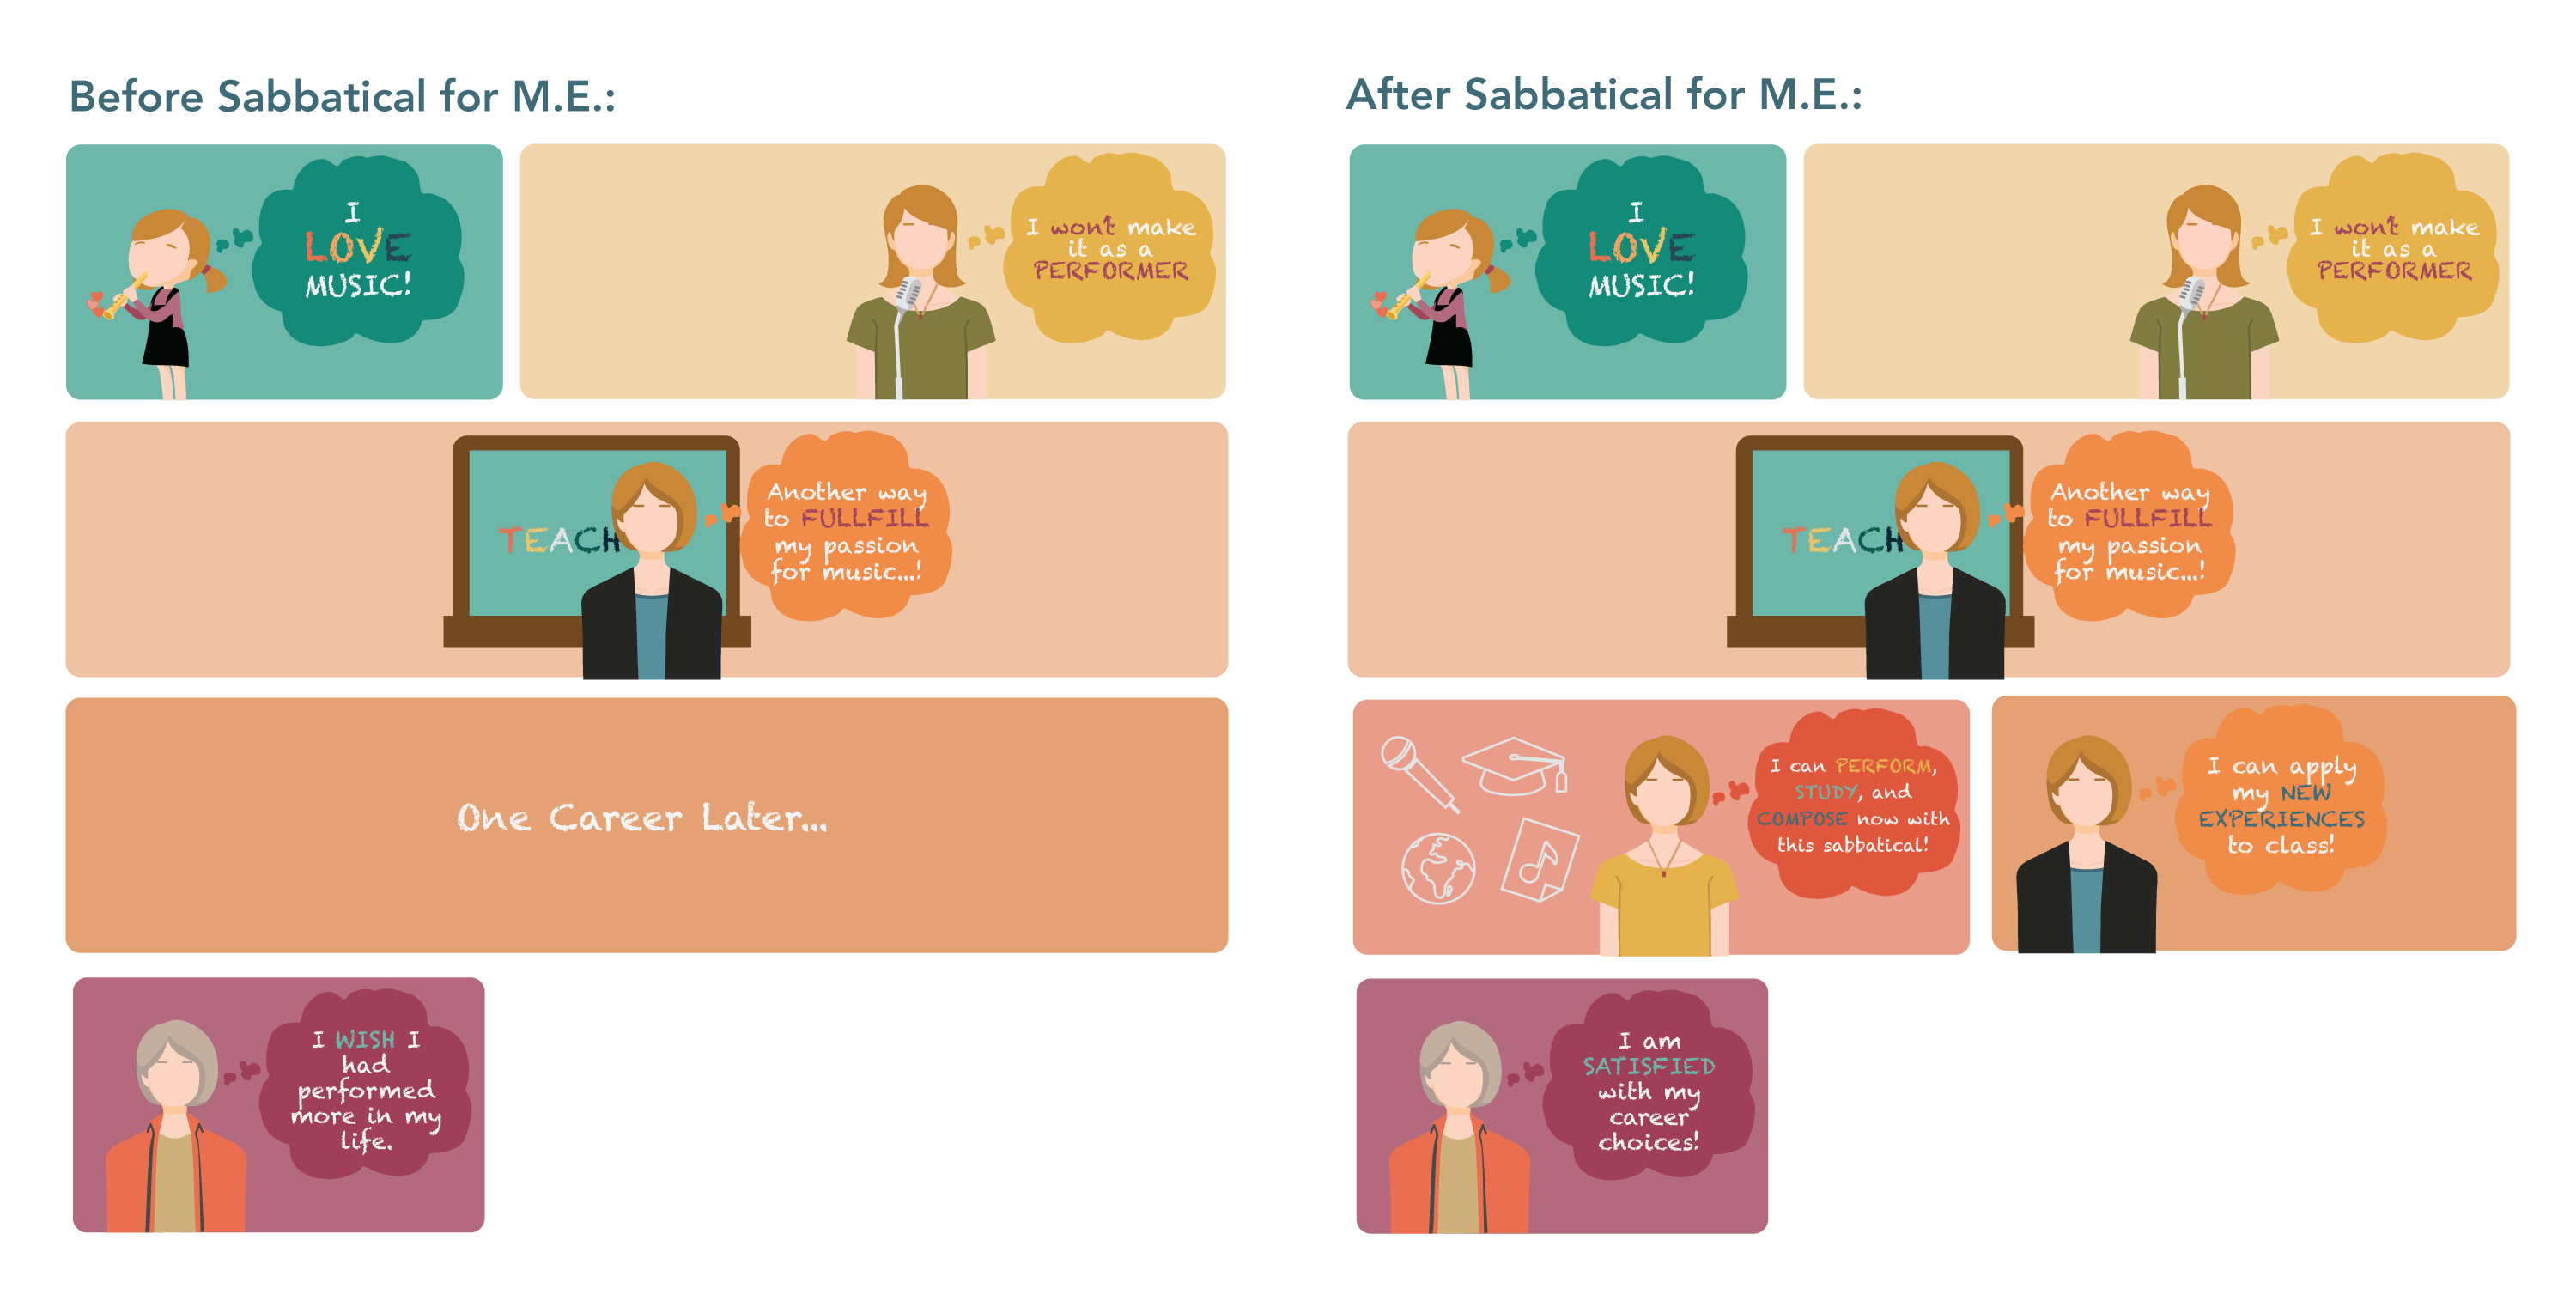 Before Sabbatical for M.E.:
I
LOVE
MUSIC!
I won't make
it as a
PERFORMER
TEACH
Another way
to FULLFILL
my passion
for music...!
One Career Later...
I WISH I
had
performed
more in my
life.
After Sabbatical for M.E.:
I
LOVE
MUSIC!
I won't make
it as a
PERFORMER
TEACH
Another way
to FULLFILL
my passion
for music...!
I can PERFORM,
STUDY, and
COMPOSE now with
this sabbatical!
I can apply
my NEW
EXPERIENCES
to class!
I am
SATISFIED
with my
career
choices!